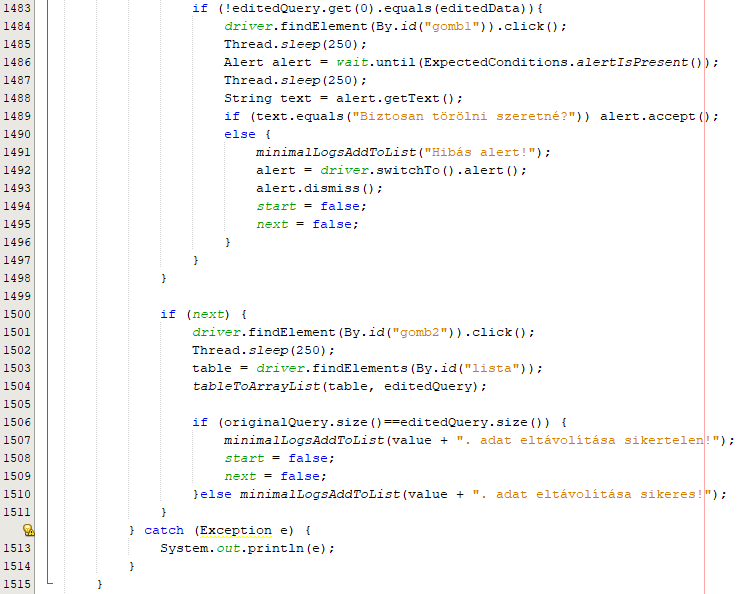 1483 if (!editedQuery.get(0).equals(editedData)){
1484 driver.findElement(By.id("gomb1")).click();
1485 Thread.sleep(250);
1486 Alert alert = wait.until(ExpectedConditions.alertIsPresent());
1487 Thread.sleep(250);
1488 String text = alert.getText();
1489 if (text.equals("Biztosan törölni szeretné?")) alert.accept();
1490 else {
1491 minimalLogsAddToList("Hibás alert!");
1492 alert = driver.switchTo().alert();
1493 alert.dismiss();
1494 start = false;
1495 next = false;
1496 }
1497 }
1498 }
1499
1500 if (next) {
1501 driver.findElement(By.id("gomb2")).click();
1502 Thread.sleep(250);
1503 table = driver.findElements(By.id("lista"));
1504 tableToArrayList(table, editedQuery);
1505
1506 if (originalQuery.size()==editedQuery.size()) {
1507 minimalLogsAddToList(value + ". adat eltávolítása sikertelen!");
1508 start = false;
1509 next = false;
1510 }else minimalLogsAddToList(value + ". adat eltávolítása sikeres!");
1511 }
} catch (Exception e) {
1513 System.out.println(e);
1514 }
1515 }